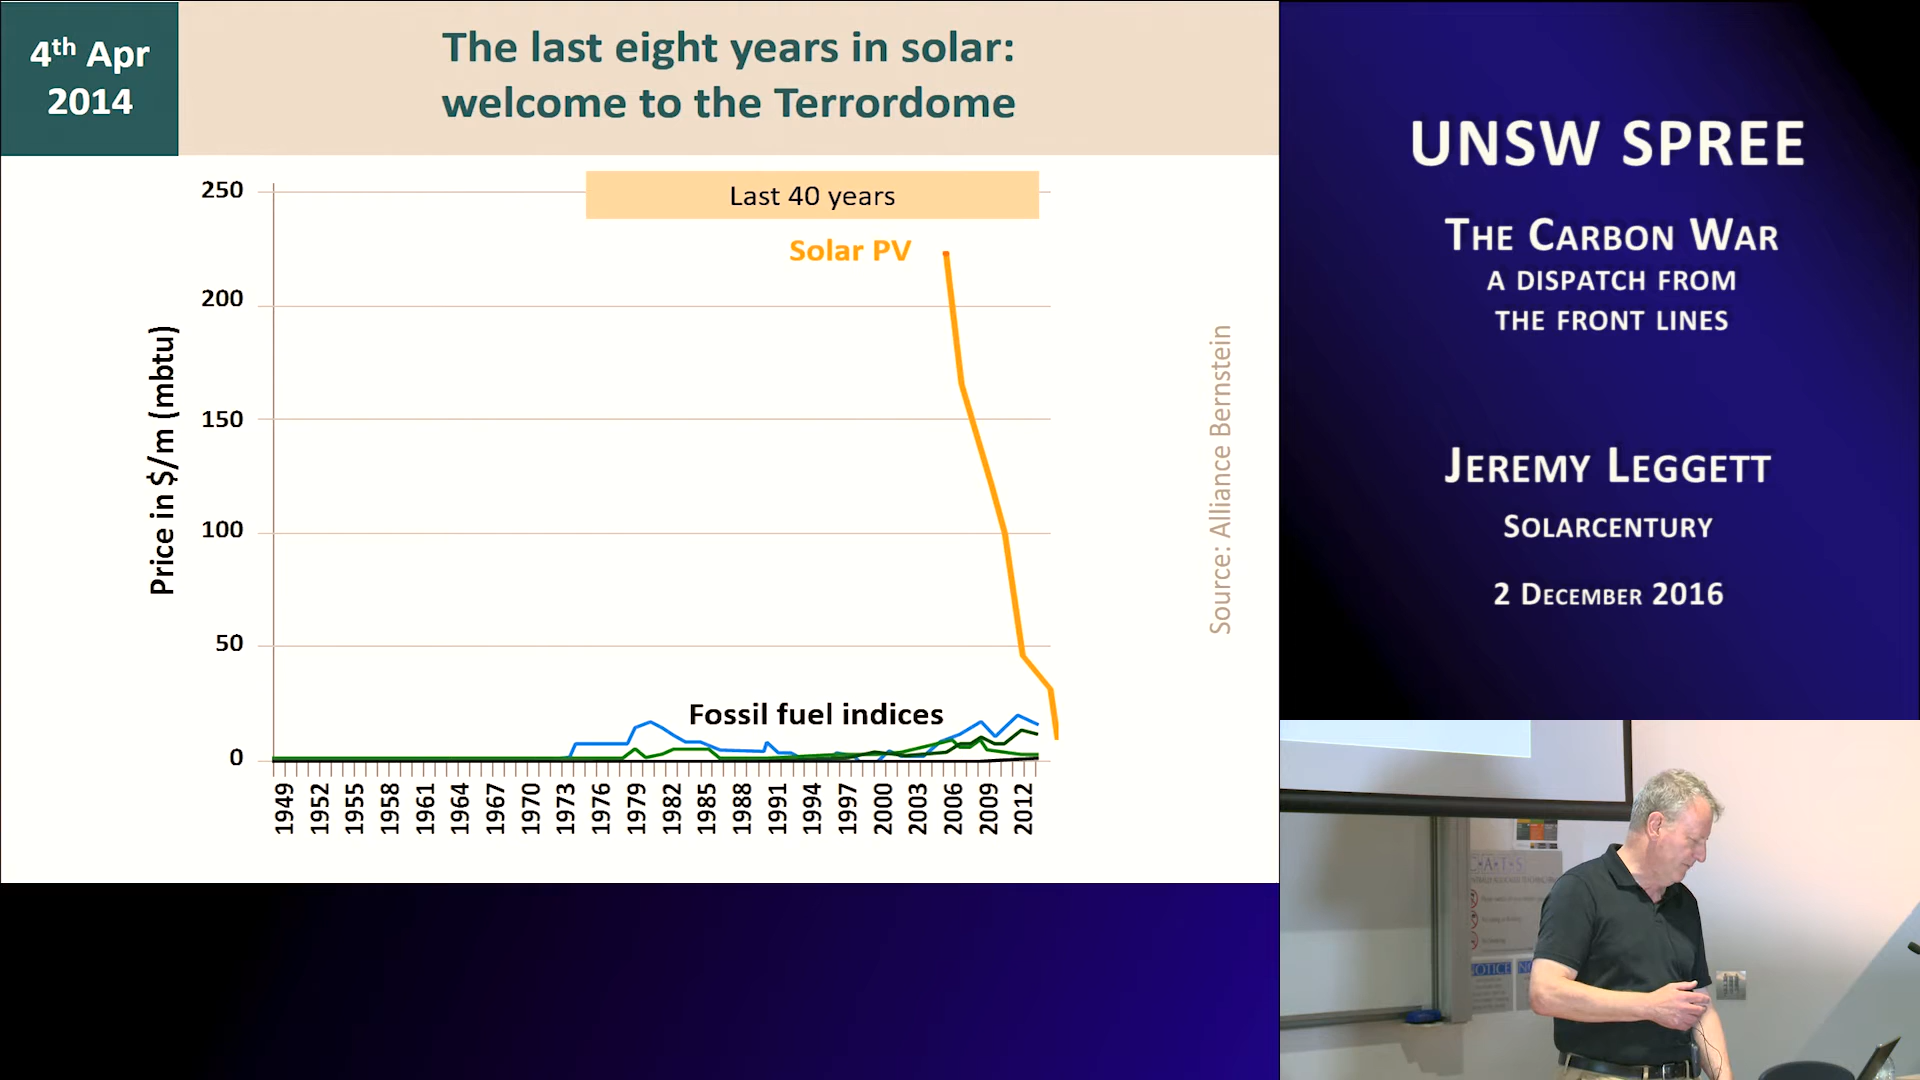 4th Apr
2014
The last eight years in solar:
welcome to the Terrordome
250
200
150
100
50
0
Price in $/m (mbtu)
Last 40 years
Solar PV
Fossil fuel indices
1949
1952
1955
1958
1961
1964
1967
1970
1973
1976
1979
1982
1985
1988
1991
1994
1997
2000
2003
2006
2009
2012
Source: Alliance Bernstein
UNSW SPREE
THE CARBON WAR
A DISPATCH FROM
THE FRONT LINES
JEREMY LEGGETT
SOLARCENTURY
2 DECEMBER 2016
NOTICE